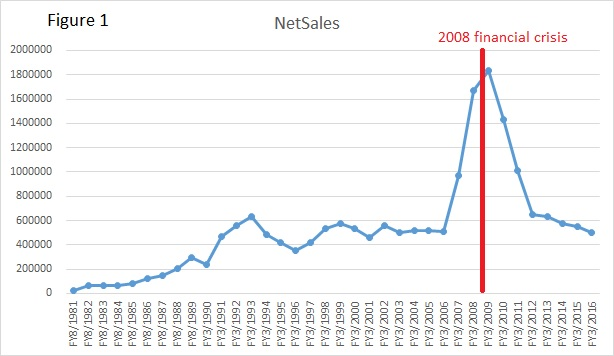 Figure 1
NetSales
2008 financial crisis
2000000
1800000
1600000
1400000
1200000
1000000
800000
600000
400000
200000
0
FY8/1981
FY8/1982
FY8/1983
FY8/1984
FY8/1985
FY8/1986
FY8/1987
FY8/1988
FY8/1989
FY3/1990
FY3/1991
FY3/1992
FY3/1993
FY3/1994
FY3/1995
FY3/1996
FY3/1997
FY3/1998
FY3/1999
FY3/2000
FY3/2001
FY3/2002
FY3/2003
FY3/2004
FY3/2005
FY3/2006
FY3/2007
FY3/2008
FY3/2009
FY3/2010
FY3/2011
FY3/2012
FY3/2013
FY3/2014
FY3/2015
FY3/2016